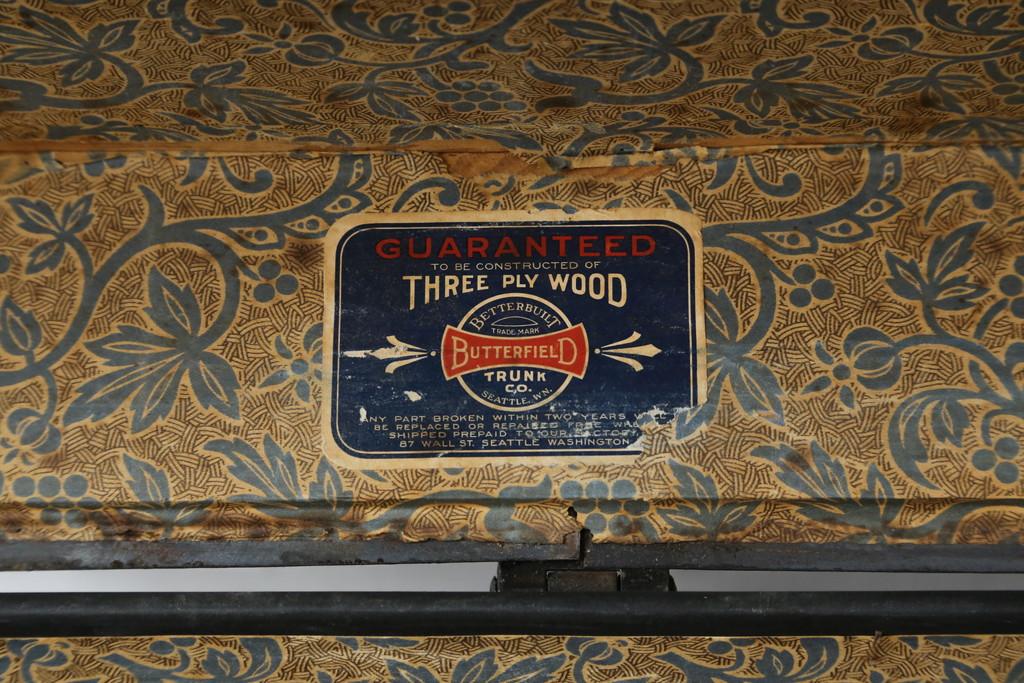 GUARANTEED
TO BE CONSTRUCTED OF
THREE PLY WOOD
BETTERBUILT
TRADE MARK
BUTTERFIELD
TRUNK
CO.
SEATTLE, WN.
ANY PART BROKEN WITHIN TWO YEARS
BE REPLACED OR REPAIRED FREE
SHIPPED PREPAID TO OUR FACTORY
87 WALL ST. SEATTLE WASHINGTON